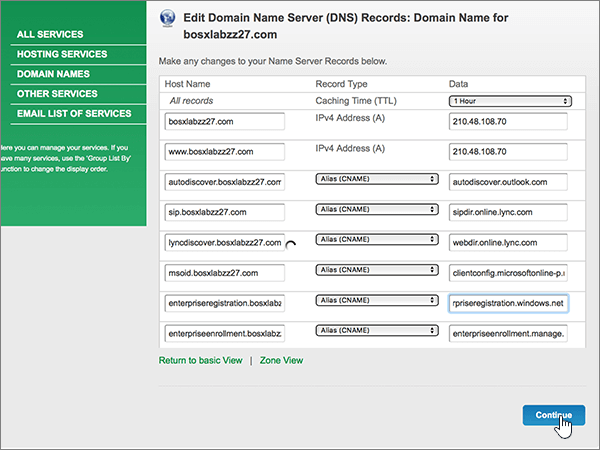 ALL SERVICES
HOSTING SERVICES
DOMAIN NAMES
OTHER SERVICES
EMAIL LIST OF SERVICES
Here you can manage your services. If you
have many services, use the 'Group List By'
function to change the display order.
Edit Domain Name Server (DNS) Records: Domain Name for
bosxlabzz27.com
Make any changes to your Name Server Records below.
Host Name Record Type Data
All records Caching Time (TTL) 1 Hour
bosxlabzz27.com IPv4 Address (A) 210.48.108.70
www.bosxlabzz27.com IPv4 Address (A) 210.48.108.70
autodiscover.bosxlabzz27.com Alias (CNAME) autodiscover.outlook.com
sip.bosxlabzz27.com Alias (CNAME) sipdir.online.lync.com
lyncdiscover.bosxlabzz27.com Alias (CNAME) webdir.online.lync.com
msoid.bosxlabzz27.com Alias (CNAME) clientconfig.microsoftonline-p.n
enterpriseregistration.bosxlabz Alias (CNAME) rpriseregistration.windows.net
enterpriseenrollment.bosxlabz Alias (CNAME) enterpriseenrollment.manage.
Return to basic View | Zone View
Continue